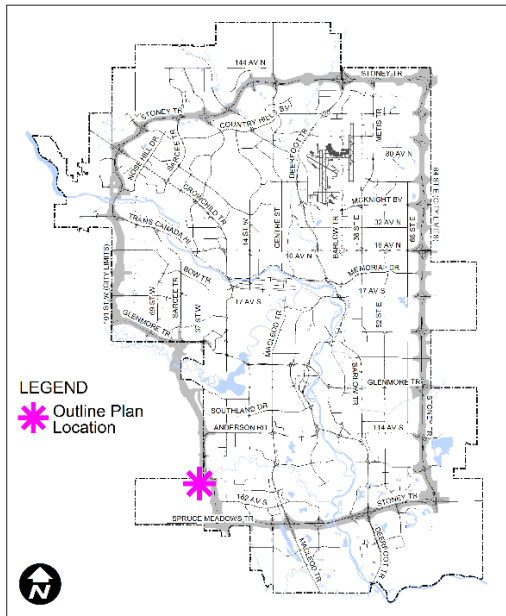 144 AV N
STONEY TR
STONEY TR
COUNTRY HILLS BV
METIS TR
SARCEE TR
NOSE HILL DR
DEERFOOT TR
80 AV N
CROWCHILD TR
MCKNIGHT BV
84 ST E (CITY LIMITS)
14 ST W
CENTRE ST
BARLOW TR
36 ST E
32 AV N
68 ST E
TRANS CANADA HI
16 AV N
16 AV N
101 ST W (CITY LIMITS)
BOW TR
MEMORIAL DR
69 ST W
SARCEE TR
37 ST W
17 AV S
17 AV S
52 ST E
GLENMORE TR
MACLEOD TR
BARLOW TR
GLENMORE TR
LEGEND
Outline Plan
Location
SOUTHLAND DR
STONEY TR
ANDERSON RD
114 AV S
162 AV S
STONEY TR
SPRUCE MEADOWS TR
MACLEOD TR
DEERFOOT TR
N